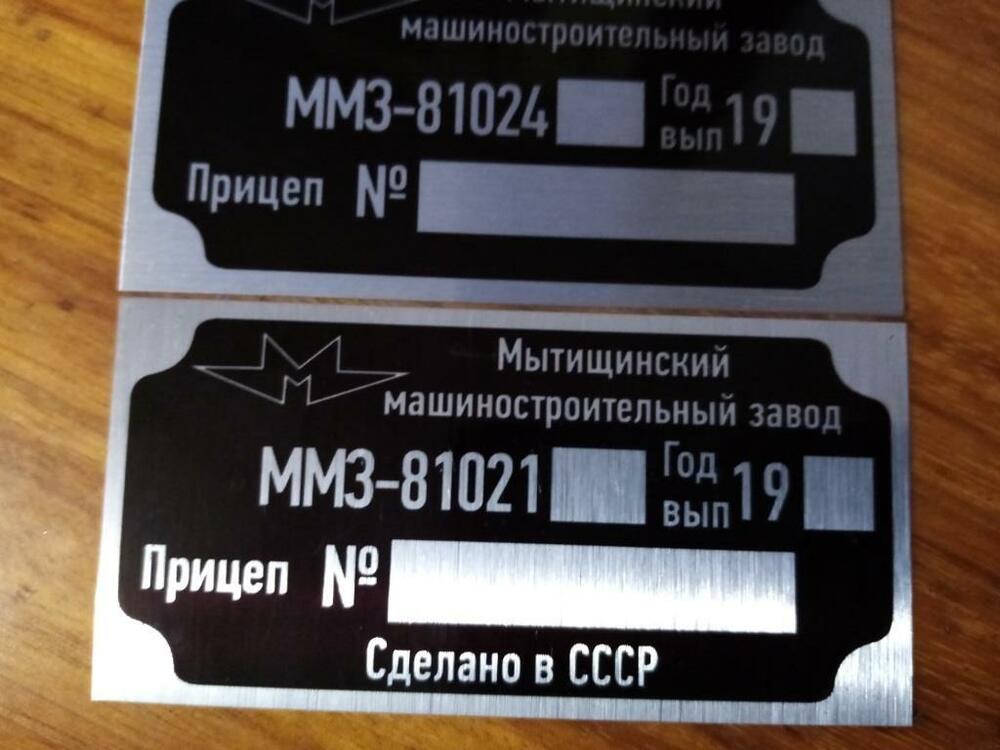 Мытищинский
машиностроительный завод
ММЗ-81024 Год вып 19
Прицеп №
Мытищинский
машиностроительный завод
ММЗ-81021 Год вып 19
Прицеп №
Сделано в СССР